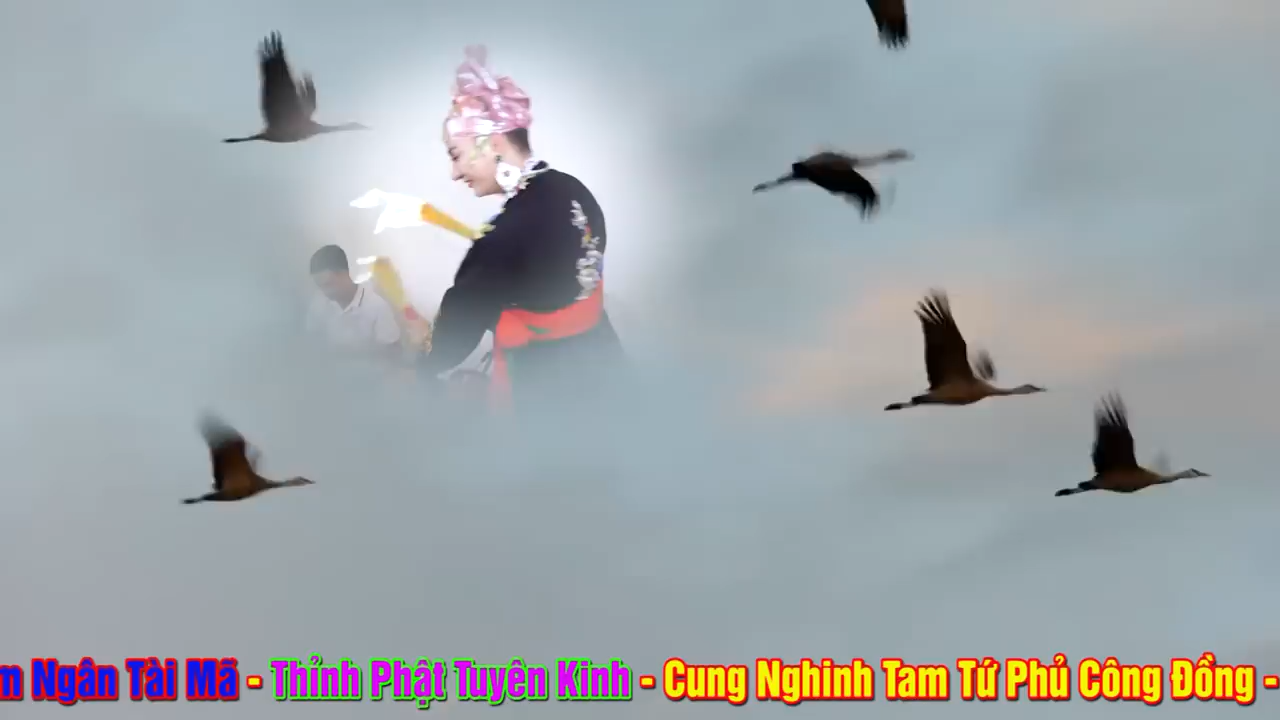 Ngân Tài Mã - Thỉnh Phật Tuyên Kinh - Cung Nghinh Tam Tứ Phủ Công Đồng -